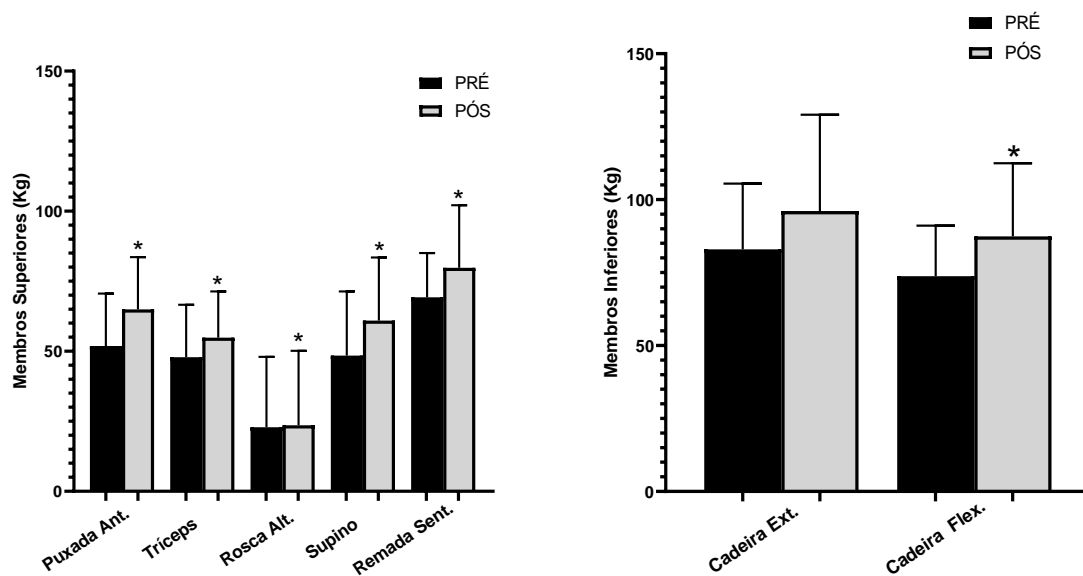 PRÉ
PÓS
Membros Superiores (Kg)
150
100
50
0
*
*
*
*
*
Puxada Ant.
Tríceps
Rosca Alt.
Supino
Remada Sent.
PRÉ
PÓS
Membros Inferiores (Kg)
150
100
50
0
*
Cadeira Ext.
Cadeira Flex.